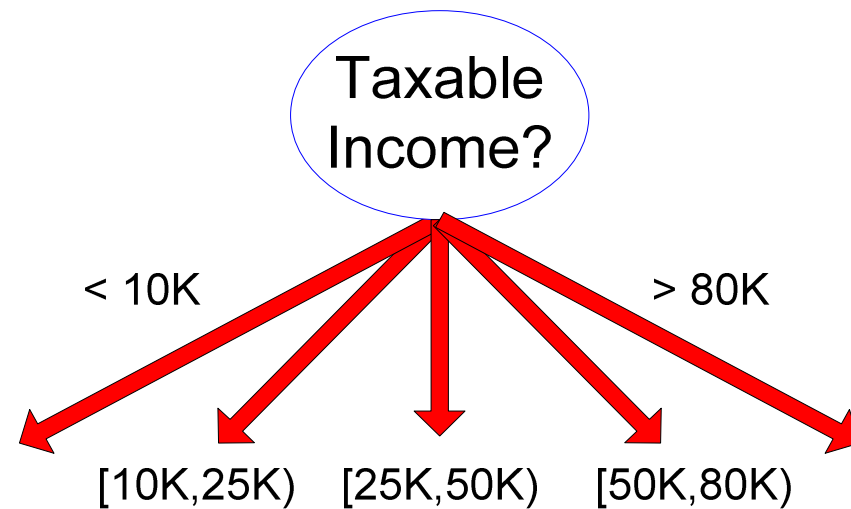 Taxable
Income?
< 10K
> 80K
[10K,25K)
[25K,50K)
[50K,80K)